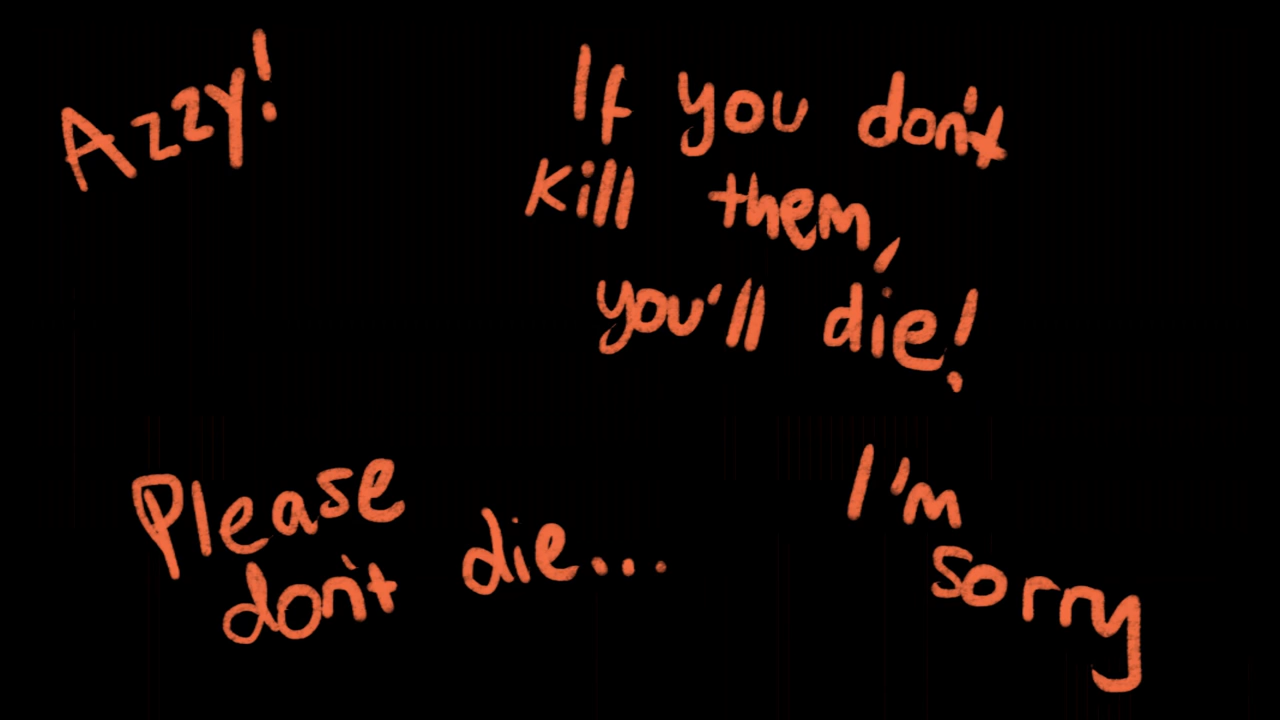 Azzy!
If you don't
kill them,
you'll die!
Please
don't die...
I'm
sorry